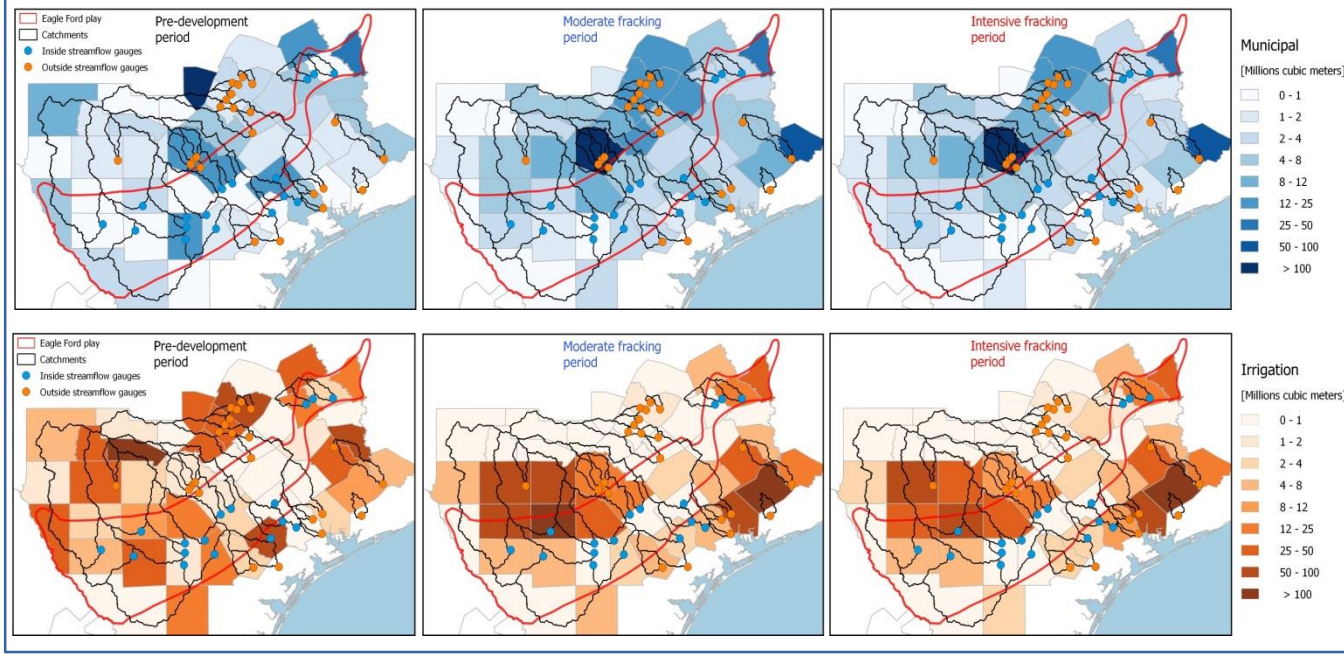 Eagle Ford play
Catchments
Inside streamflow gauges
Outside streamflow gauges
Pre-development
period
Moderate fracking
period
Intensive fracking
period
Municipal
[Millions cubic meters]
0 - 1
1 - 2
2 - 4
4 - 8
8 - 12
12 - 25
25 - 50
50 - 100
> 100
Eagle Ford play
Catchments
Inside streamflow gauges
Outside streamflow gauges
Pre-development
period
Moderate fracking
period
Intensive fracking
period
Irrigation
[Millions cubic meters]
0 - 1
1 - 2
2 - 4
4 - 8
8 - 12
12 - 25
25 - 50
50 - 100
> 100